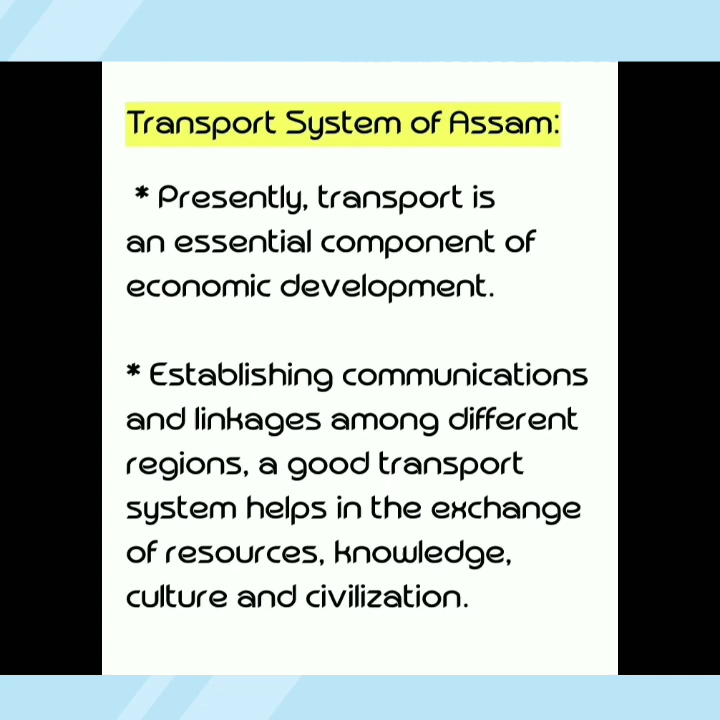 Transport System of Assam:
* Presently, transport is
an essential component of
economic development.
* Establishing communications
and linkages among different
regions, a good transport
system helps in the exchange
of resources, knowledge,
culture and civilization.